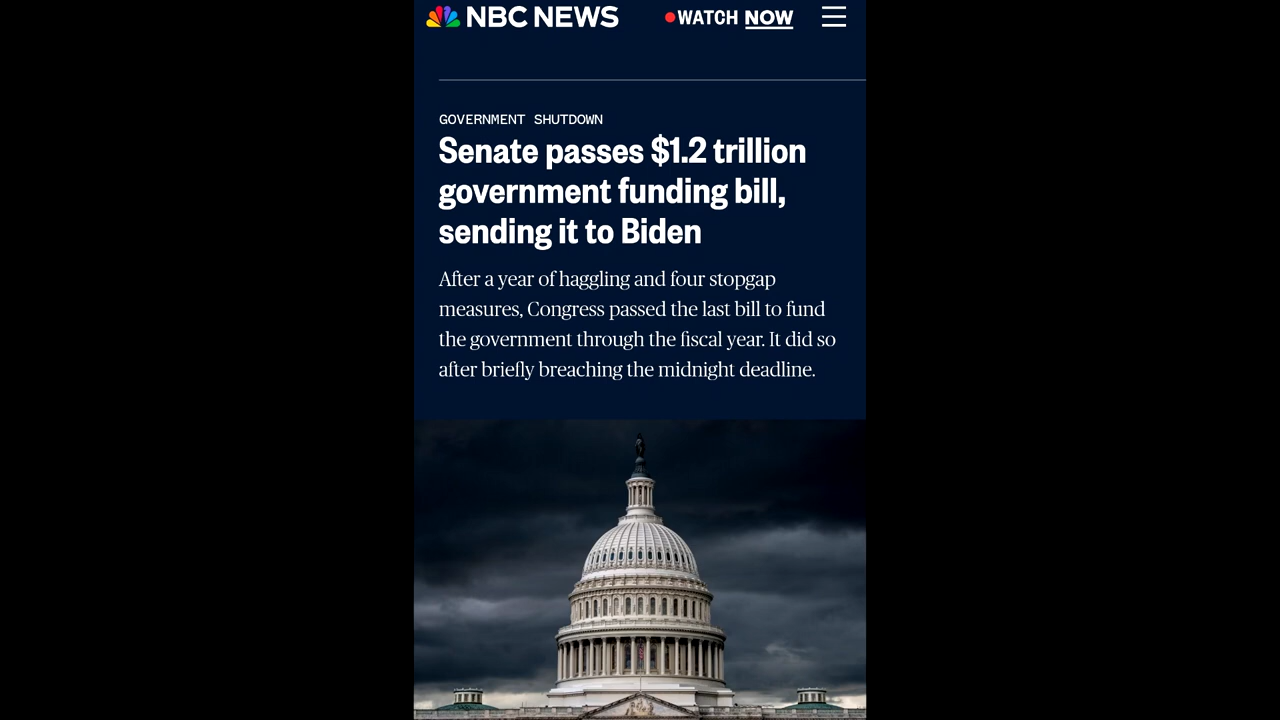 NBC NEWS
WATCH NOW
GOVERNMENT SHUTDOWN
Senate passes $1.2 trillion
government funding bill,
sending it to Biden
After a year of haggling and four stopgap
measures, Congress passed the last bill to fund
the government through the fiscal year. It did so
after briefly breaching the midnight deadline.